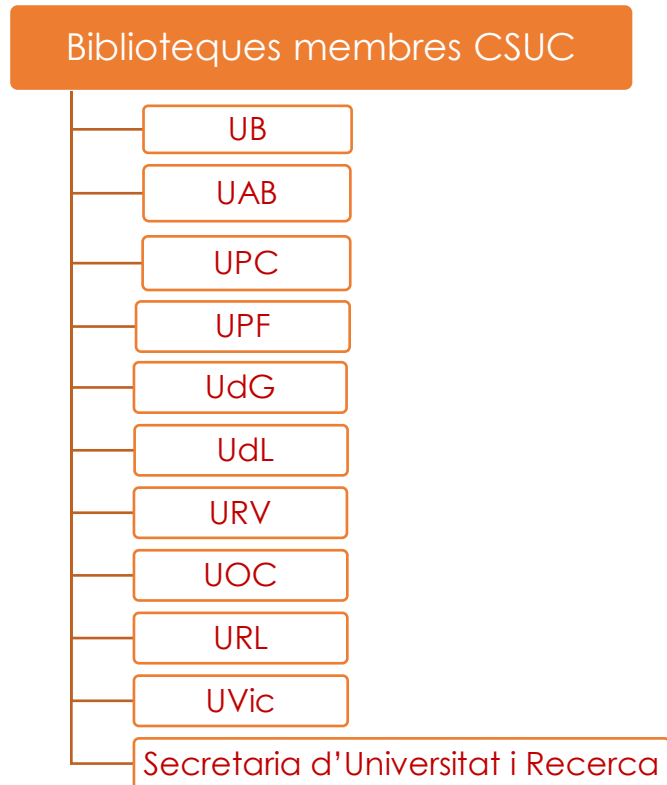 Biblioteques membres CSUC
UB
UAB
UPC
UPF
UdG
UdL
URV
UOC
URL
UVic
Secretaria d’Universitat i Recerca